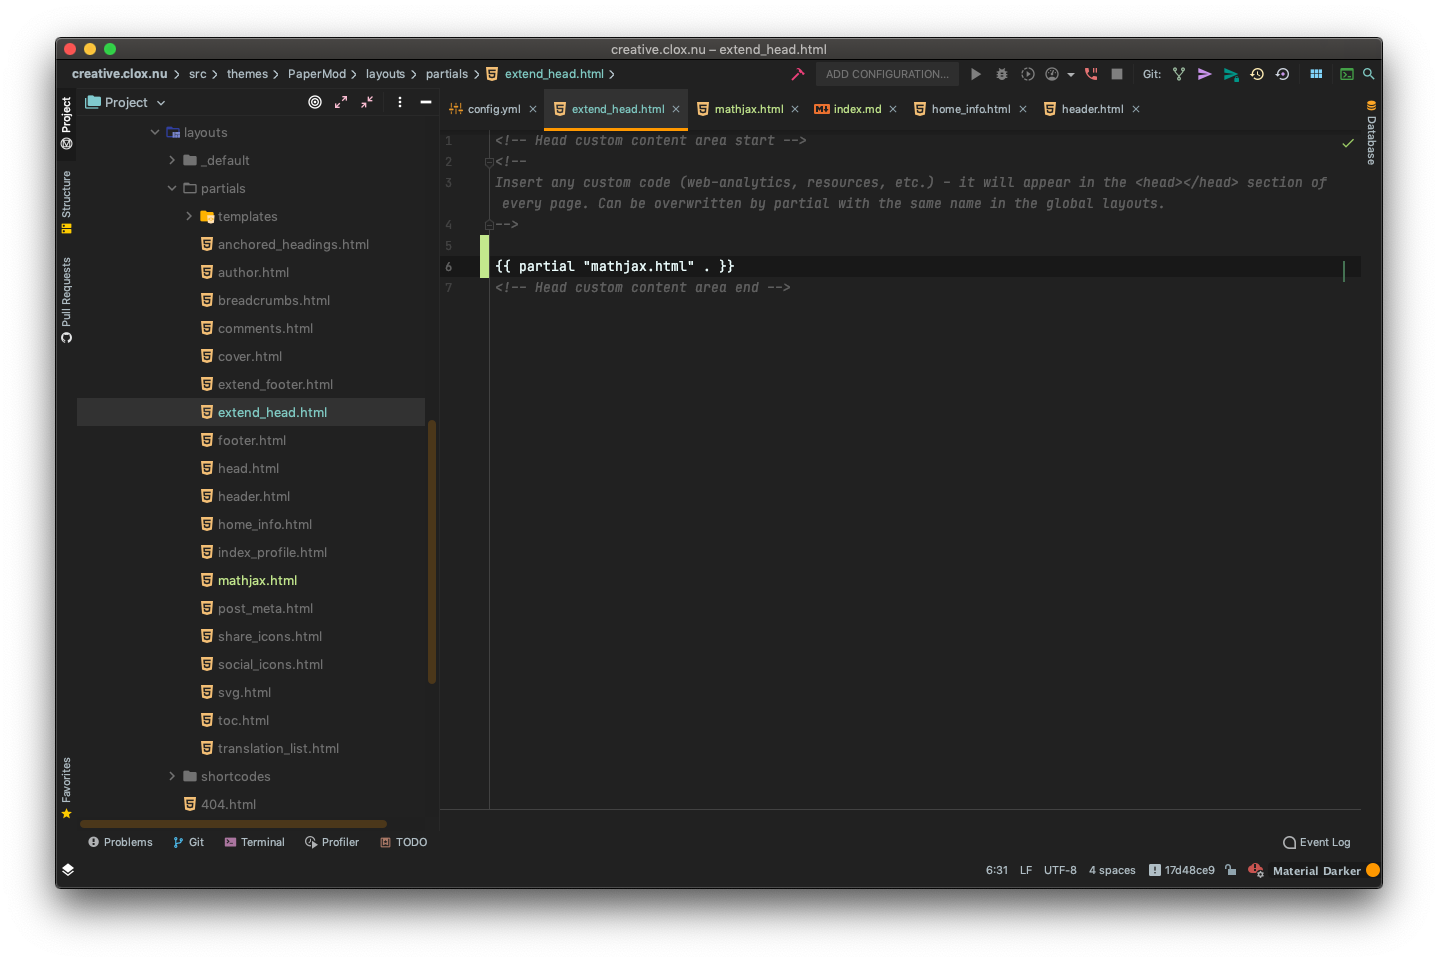 creative.clox.nu – extend_head.html
creative.clox.nu src themes PaperMod layouts partials extend_head.html
ADD CONFIGURATION...
Git:
Project
config.yml extend_head.html mathjax.html index.md home_info.html header.html
Project
Structure
Pull Requests
Favorites
Database
layouts
_default
partials
templates
anchored_headings.html
author.html
breadcrumbs.html
comments.html
cover.html
extend_footer.html
extend_head.html
footer.html
head.html
header.html
home_info.html
index_profile.html
mathjax.html
post_meta.html
share_icons.html
social_icons.html
svg.html
toc.html
translation_list.html
shortcodes
404.html
1 <!-- Head custom content area start -->
2 <!--
3 Insert any custom code (web-analytics, resources, etc.) - it will appear in the <head></head> section of
every page. Can be overwritten by partial with the same name in the global layouts.
4 -->
5
6 {{ partial "mathjax.html" . }}
7 <!-- Head custom content area end -->
Problems Git Terminal Profiler TODO Event Log
6:31 LF UTF-8 4 spaces 17d48ce9 Material Darker